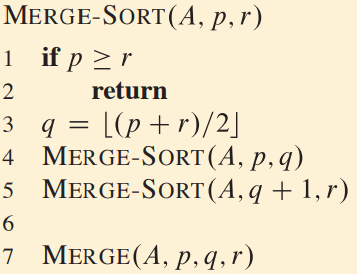 MERGE-SORT(A, p, r)
1 if p ≥ r
2 return
3 q = ⌊(p + r)/2⌋
4 MERGE-SORT(A, p, q)
5 MERGE-SORT(A, q + 1, r)
6
7 MERGE(A, p, q, r)